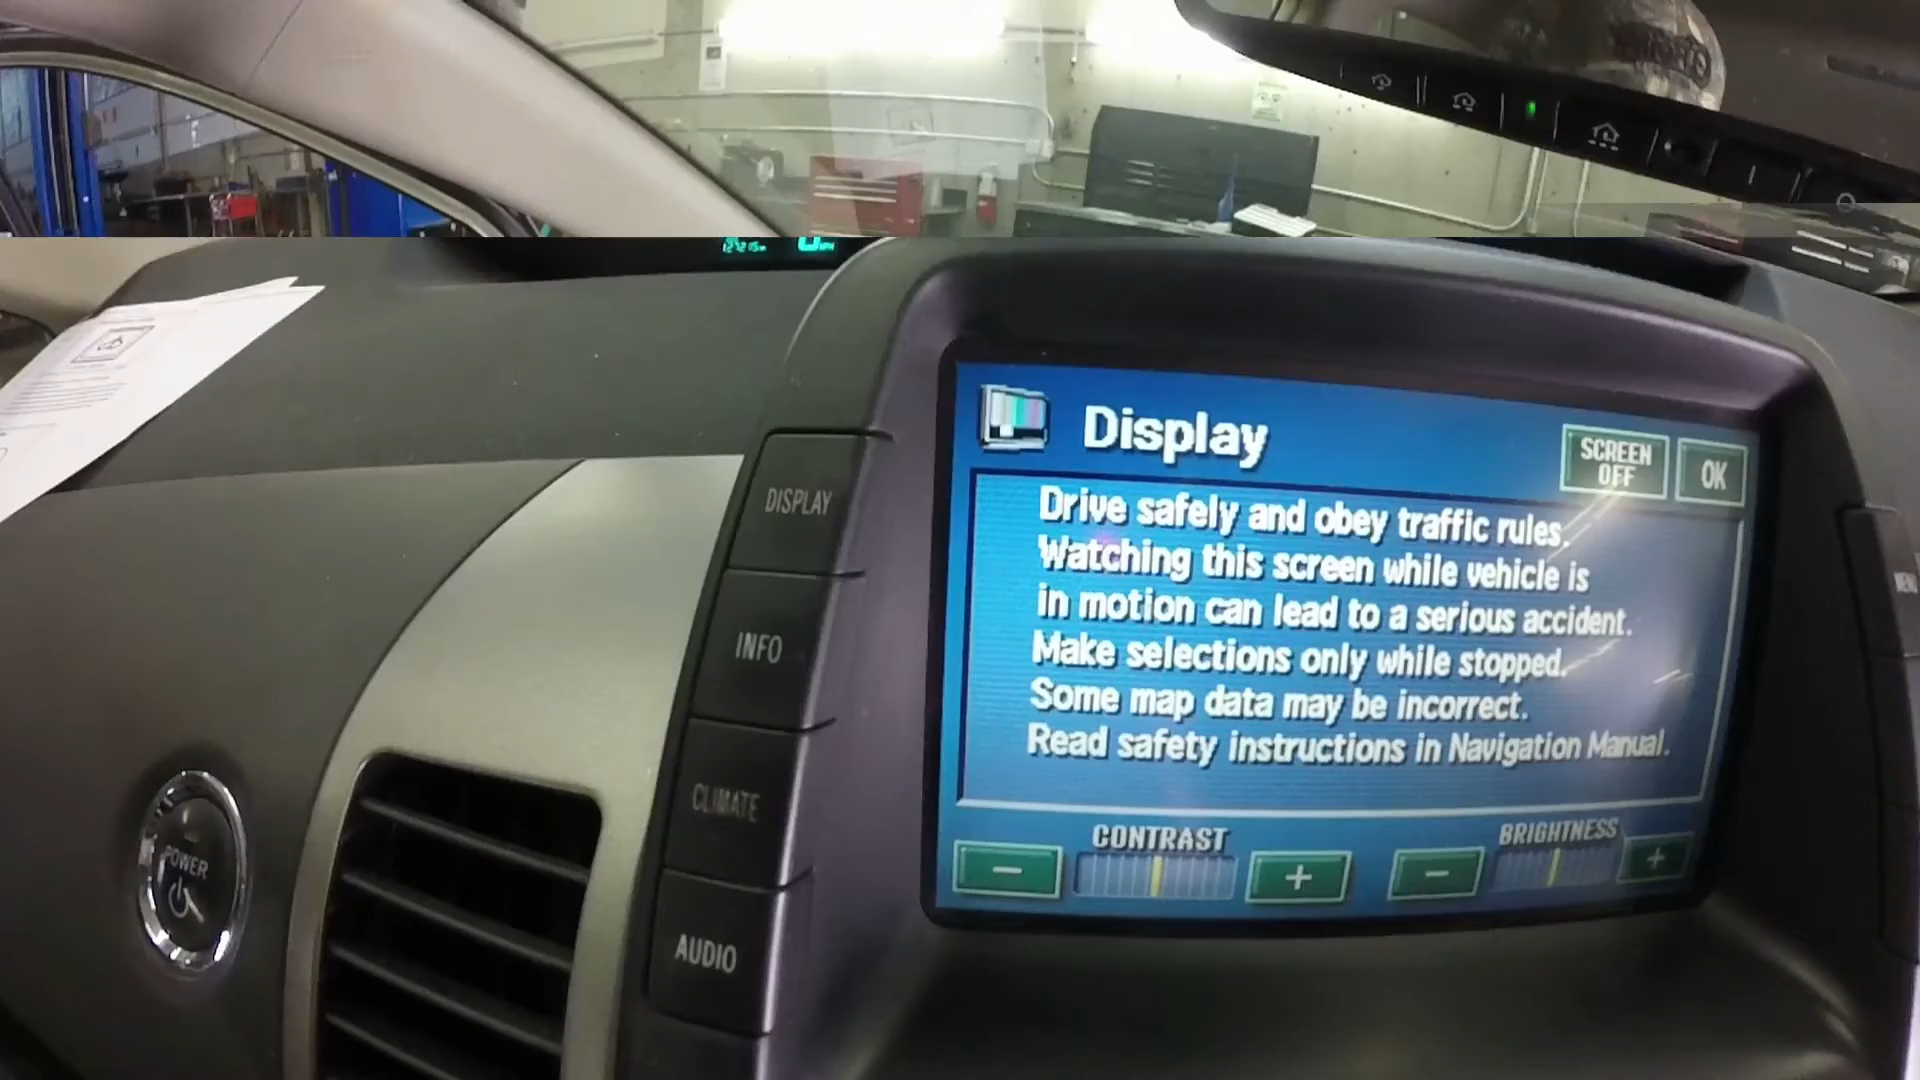 Display
SCREEN
OFF
OK
Drive safely and obey traffic rules.
Watching this screen while vehicle is
in motion can lead to a serious accident.
Make selections only while stopped.
Some map data may be incorrect.
Read safety instructions in Navigation Manual.
CONTRAST
BRIGHTNESS
-
+
-
+
DISPLAY
INFO
CLIMATE
AUDIO
POWER
MENU